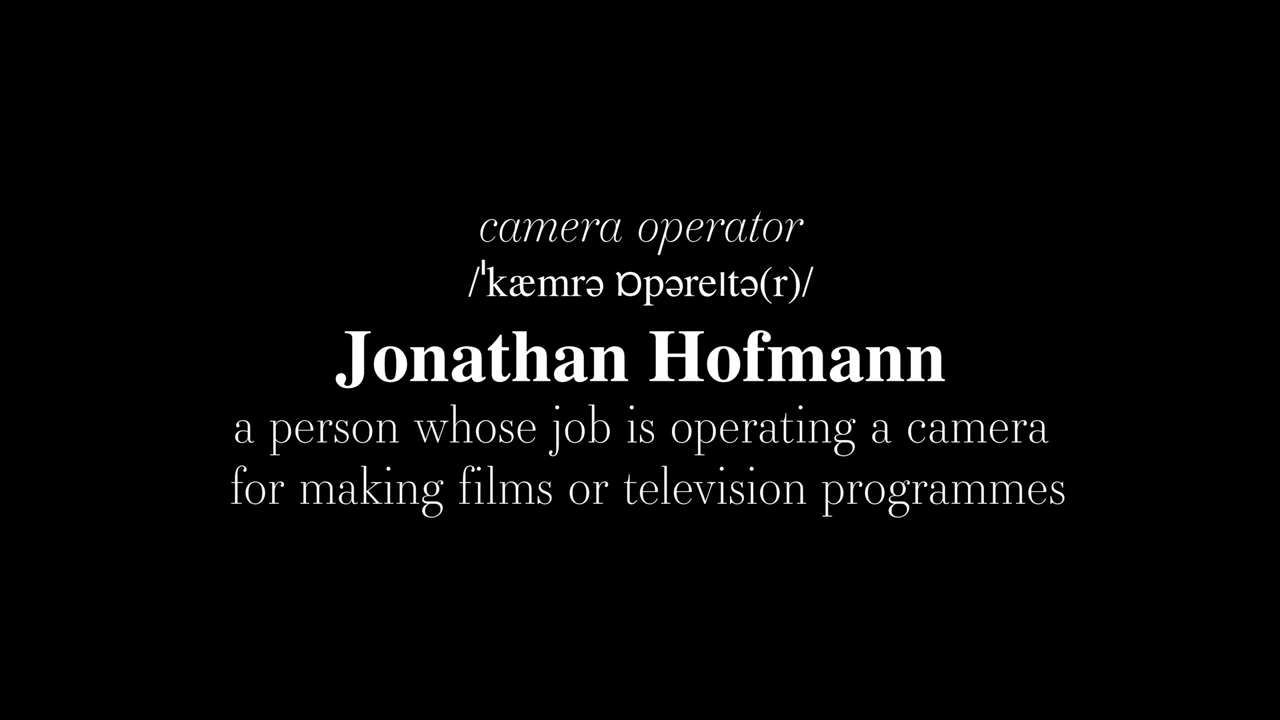 camera operator
/ˈkæmrə ɒpəreɪtə(r)/
Jonathan Hofmann
a person whose job is operating a camera
for making films or television programmes